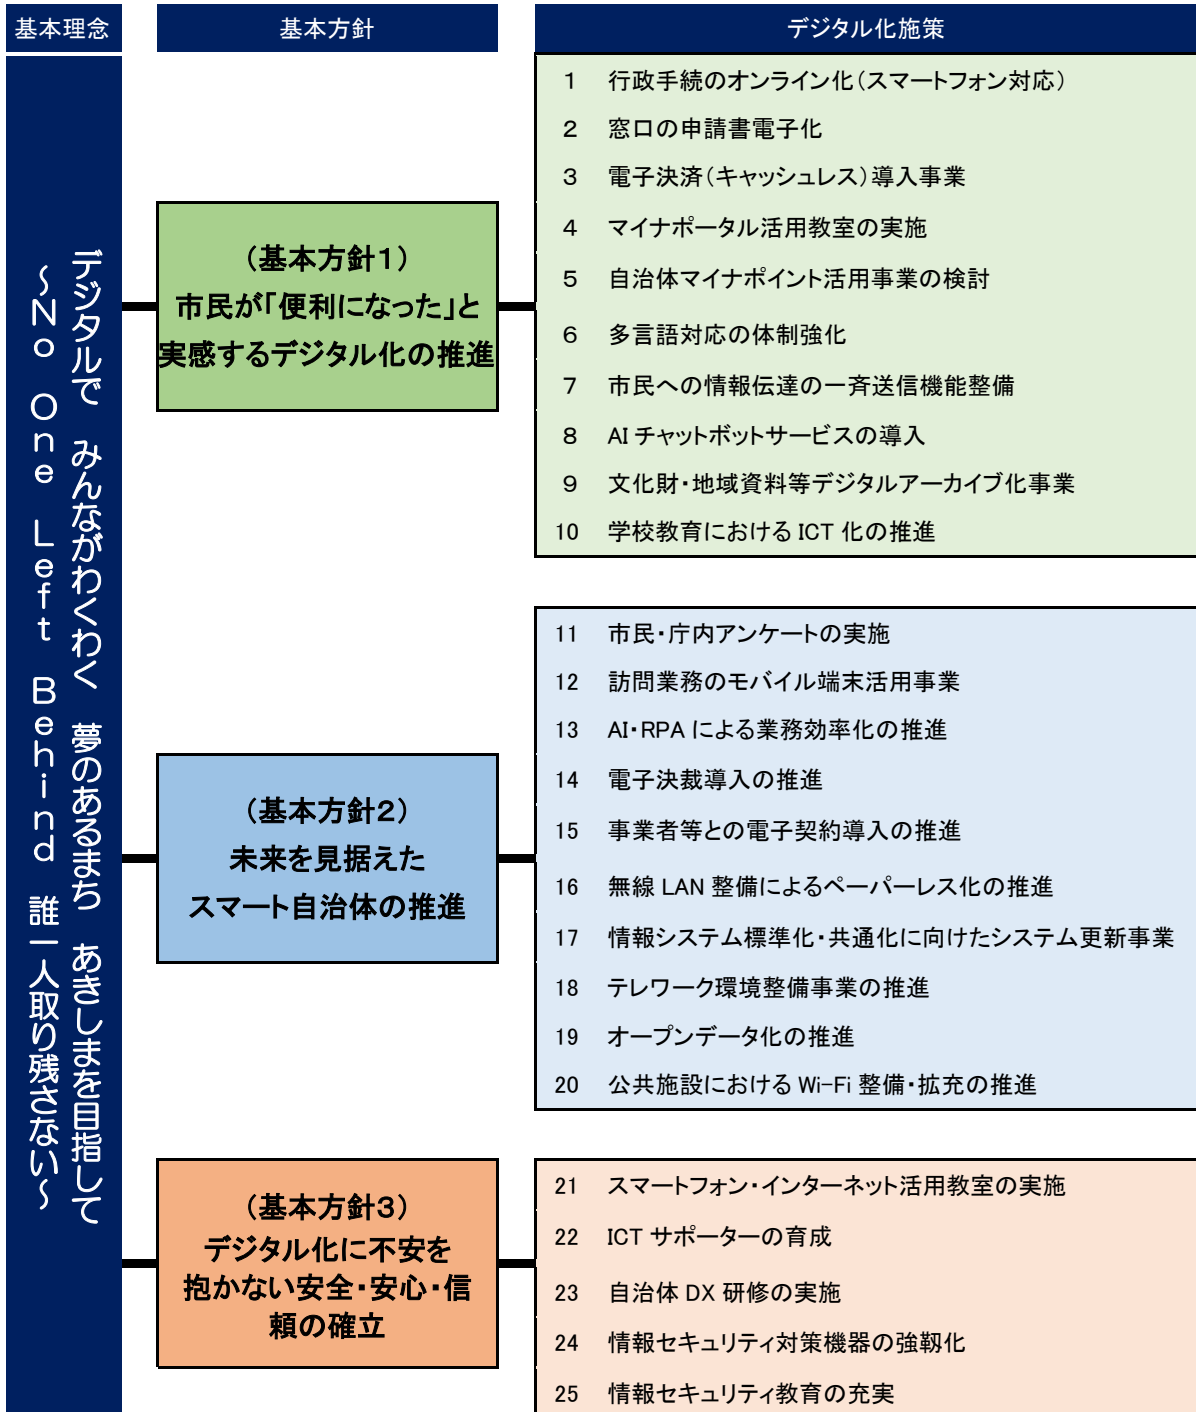 基本理念
基本方針
デジタル化施策
デジタルで　みんながわくわく　夢のあるまち　あきしまを目指して
～No One Left Behind 誰一人取り残さない～
（基本方針１）
市民が「便利になった」と
実感するデジタル化の推進
1 行政手続のオンライン化（スマートフォン対応）
2 窓口の申請書電子化
3 電子決済（キャッシュレス）導入事業
4 マイナポータル活用教室の実施
5 自治体マイナポイント活用事業の検討
6 多言語対応の体制強化
7 市民への情報伝達の一斉送信機能整備
8 AI チャットボットサービスの導入
9 文化財・地域資料等デジタルアーカイブ化事業
10 学校教育における ICT 化の推進
（基本方針２）
未来を見据えた
スマート自治体の推進
11 市民・庁内アンケートの実施
12 訪問業務のモバイル端末活用事業
13 AI・RPA による業務効率化の推進
14 電子決裁導入の推進
15 事業者等との電子契約導入の推進
16 無線 LAN 整備によるペーパーレス化の推進
17 情報システム標準化・共通化に向けたシステム更新事業
18 テレワーク環境整備事業の推進
19 オープンデータ化の推進
20 公共施設における Wi-Fi 整備・拡充の推進
（基本方針３）
デジタル化に不安を
抱かない安全・安心・信
頼の確立
21 スマートフォン・インターネット活用教室の実施
22 ICT サポーターの育成
23 自治体 DX 研修の実施
24 情報セキュリティ対策機器の強靱化
25 情報セキュリティ教育の充実